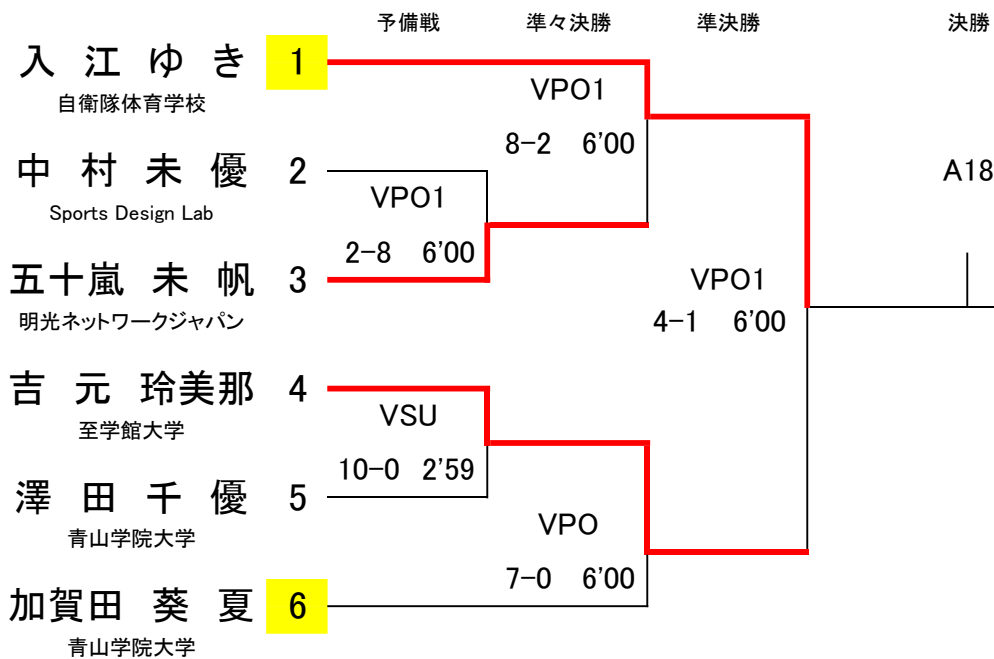 予備戦 準々決勝 準決勝 決勝
入 江 ゆ き 1
自衛隊体育学校
VPO1
8-2 6'00
中 村 未 優 2
Sports Design Lab
A18
VPO1
2-8 6'00
五十嵐 未 帆 3
明光ネットワークジャパン
VPO1
4-1 6'00
吉 元 玲美那 4
至学館大学
VSU
10-0 2'59
澤 田 千 優 5
青山学院大学
VPO
7-0 6'00
加賀田 葵 夏 6
青山学院大学